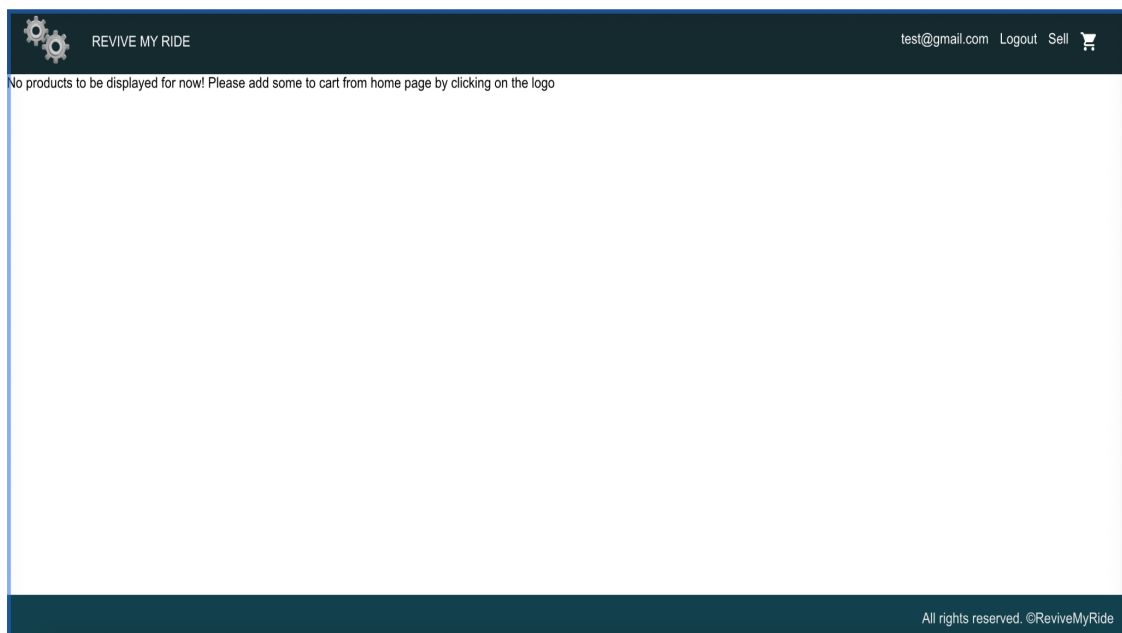 REVIVE MY RIDE test@gmail.com Logout Sell
No products to be displayed for now! Please add some to cart from home page by clicking on the logo
All rights reserved. ©ReviveMyRide